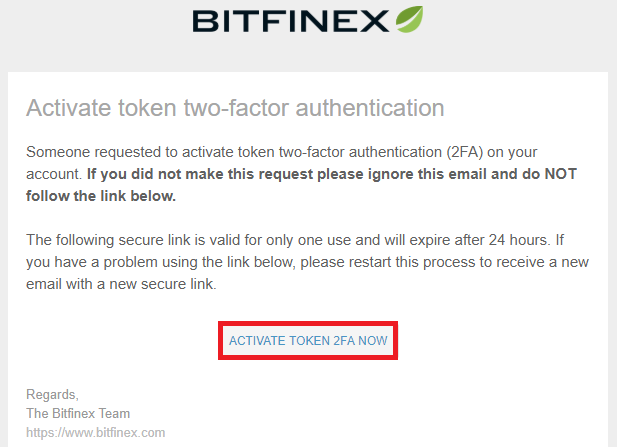 BITFINEX
Activate token two-factor authentication
Someone requested to activate token two-factor authentication (2FA) on your
account. If you did not make this request please ignore this email and do NOT
follow the link below.
The following secure link is valid for only one use and will expire after 24 hours. If
you have a problem using the link below, please restart this process to receive a new
email with a new secure link.
ACTIVATE TOKEN 2FA NOW
Regards,
The Bitfinex Team
https://www.bitfinex.com